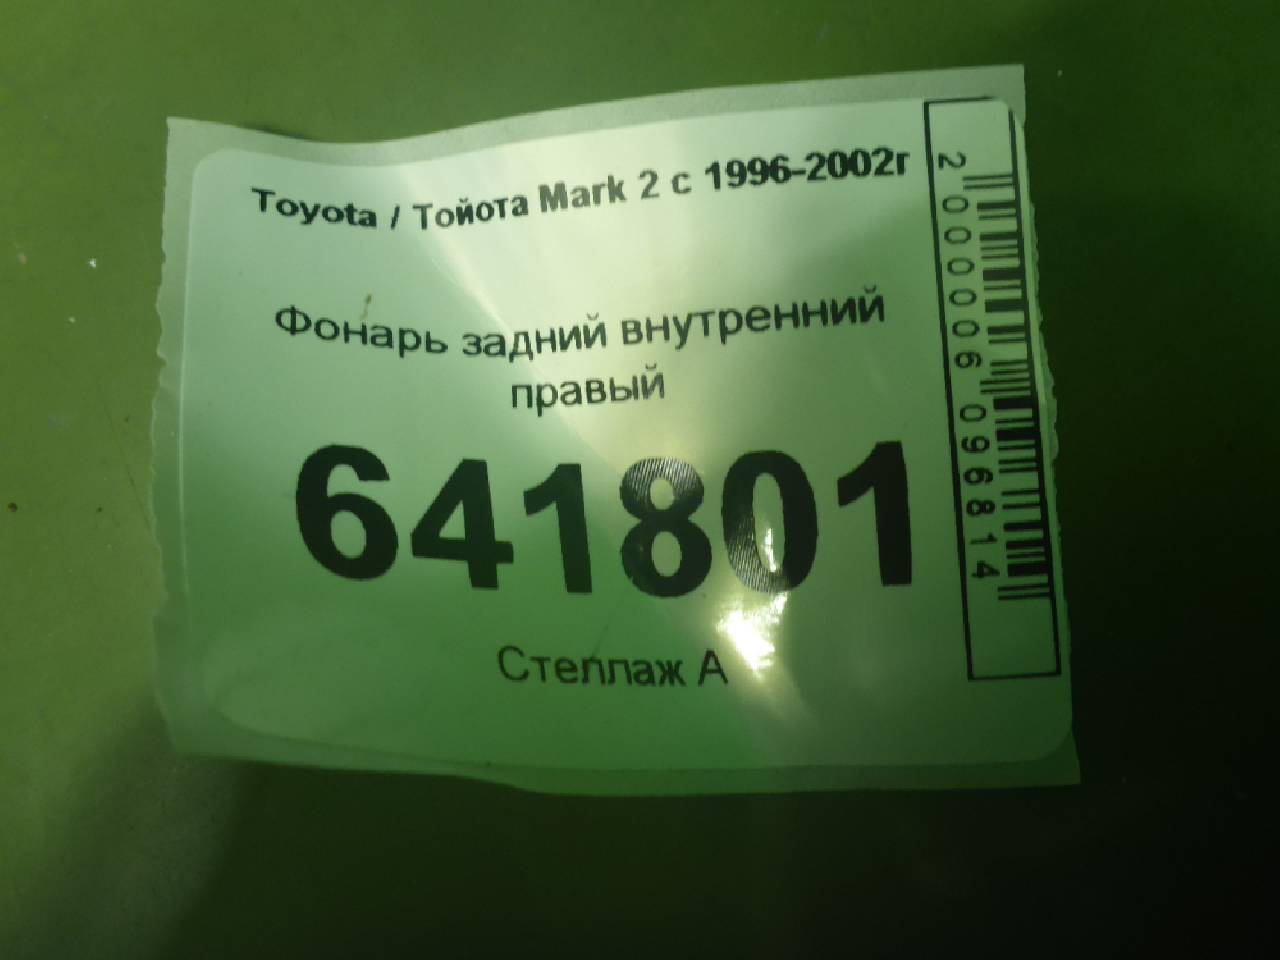 Toyota / Тойота Mark 2 с 1996-2002г
Фонарь задний внутренний
правый
641801
Стеллаж А
2000006096814